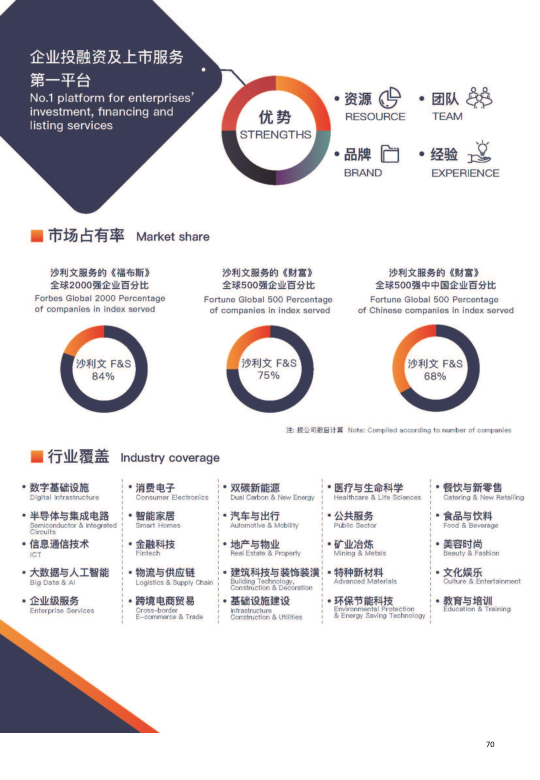 企业投融资及上市服务
第一平台
No.1 platform for enterprises'
investment, financing and
listing services
优势
STRENGTHS
• 资源
RESOURCE
• 团队
TEAM
• 品牌
BRAND
• 经验
EXPERIENCE
市场占有率 Market share
沙利文服务的《福布斯》
全球2000强企业百分比
Forbes Global 2000 Percentage
of companies in index served
沙利文 F&S
84%
沙利文服务的《财富》
全球500强企业百分比
Fortune Global 500 Percentage
of companies in index served
沙利文 F&S
75%
沙利文服务的《财富》
全球500强中中国企业百分比
Fortune Global 500 Percentage
of Chinese companies in index served
沙利文 F&S
68%
注: 按公司数目计算 Note: Compiled according to number of companies
行业覆盖 Industry coverage
• 数字基础设施
Digital Infrastructure
• 半导体与集成电路
Semiconductor & Integrated
Circuits
• 信息通信技术
ICT
• 大数据与人工智能
Big Data & AI
• 企业级服务
Enterprise Services
• 消费电子
Consumer Electronics
• 智能家居
Smart Homes
• 金融科技
Fintech
• 物流与供应链
Logistics & Supply Chain
• 跨境电商贸易
Cross-border
E-commerce & Trade
• 双碳新能源
Dual Carbon & New Energy
• 汽车与出行
Automotive & Mobility
• 地产与物业
Real Estate & Property
• 建筑科技与装饰装潢
Building Technology,
Construction & Decoration
• 基础设施建设
Infrastructure
Construction & Utilities
• 医疗与生命科学
Healthcare & Life Sciences
• 公共服务
Public Sector
• 矿业冶炼
Mining & Metals
• 特种新材料
Advanced Materials
• 环保节能科技
Environmental Protection
& Energy Saving Technology
• 餐饮与新零售
Catering & New Retailing
• 食品与饮料
Food & Beverage
• 美容时尚
Beauty & Fashion
• 文化娱乐
Culture & Entertainment
• 教育与培训
Education & Training
70